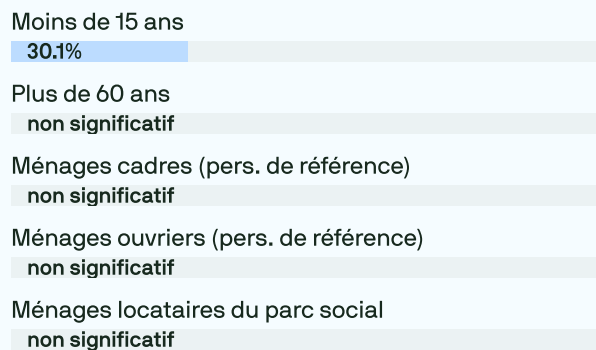 Moins de 15 ans
30.1%
Plus de 60 ans
non significatif
Ménages cadres (pers. de référence)
non significatif
Ménages ouvriers (pers. de référence)
non significatif
Ménages locataires du parc social
non significatif